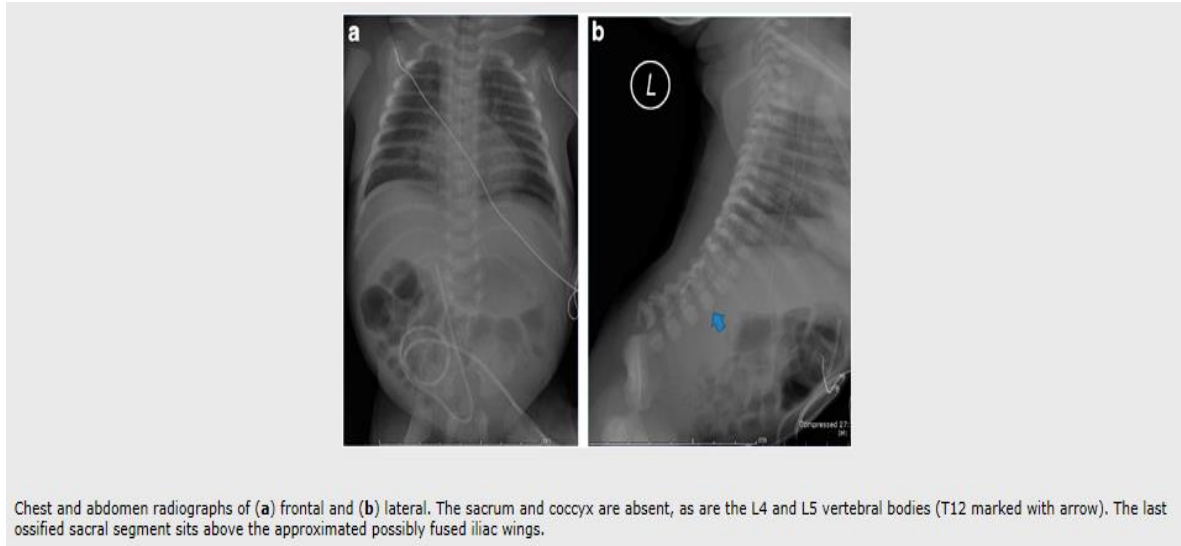 a
b
L
Compressed 27:
Chest and abdomen radiographs of (a) frontal and (b) lateral. The sacrum and coccyx are absent, as are the L4 and L5 vertebral bodies (T12 marked with arrow). The last
ossified sacral segment sits above the approximated possibly fused iliac wings.